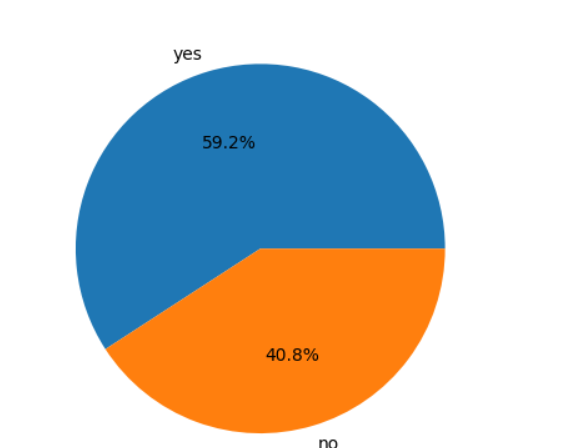 yes
59.2%
40.8%
no